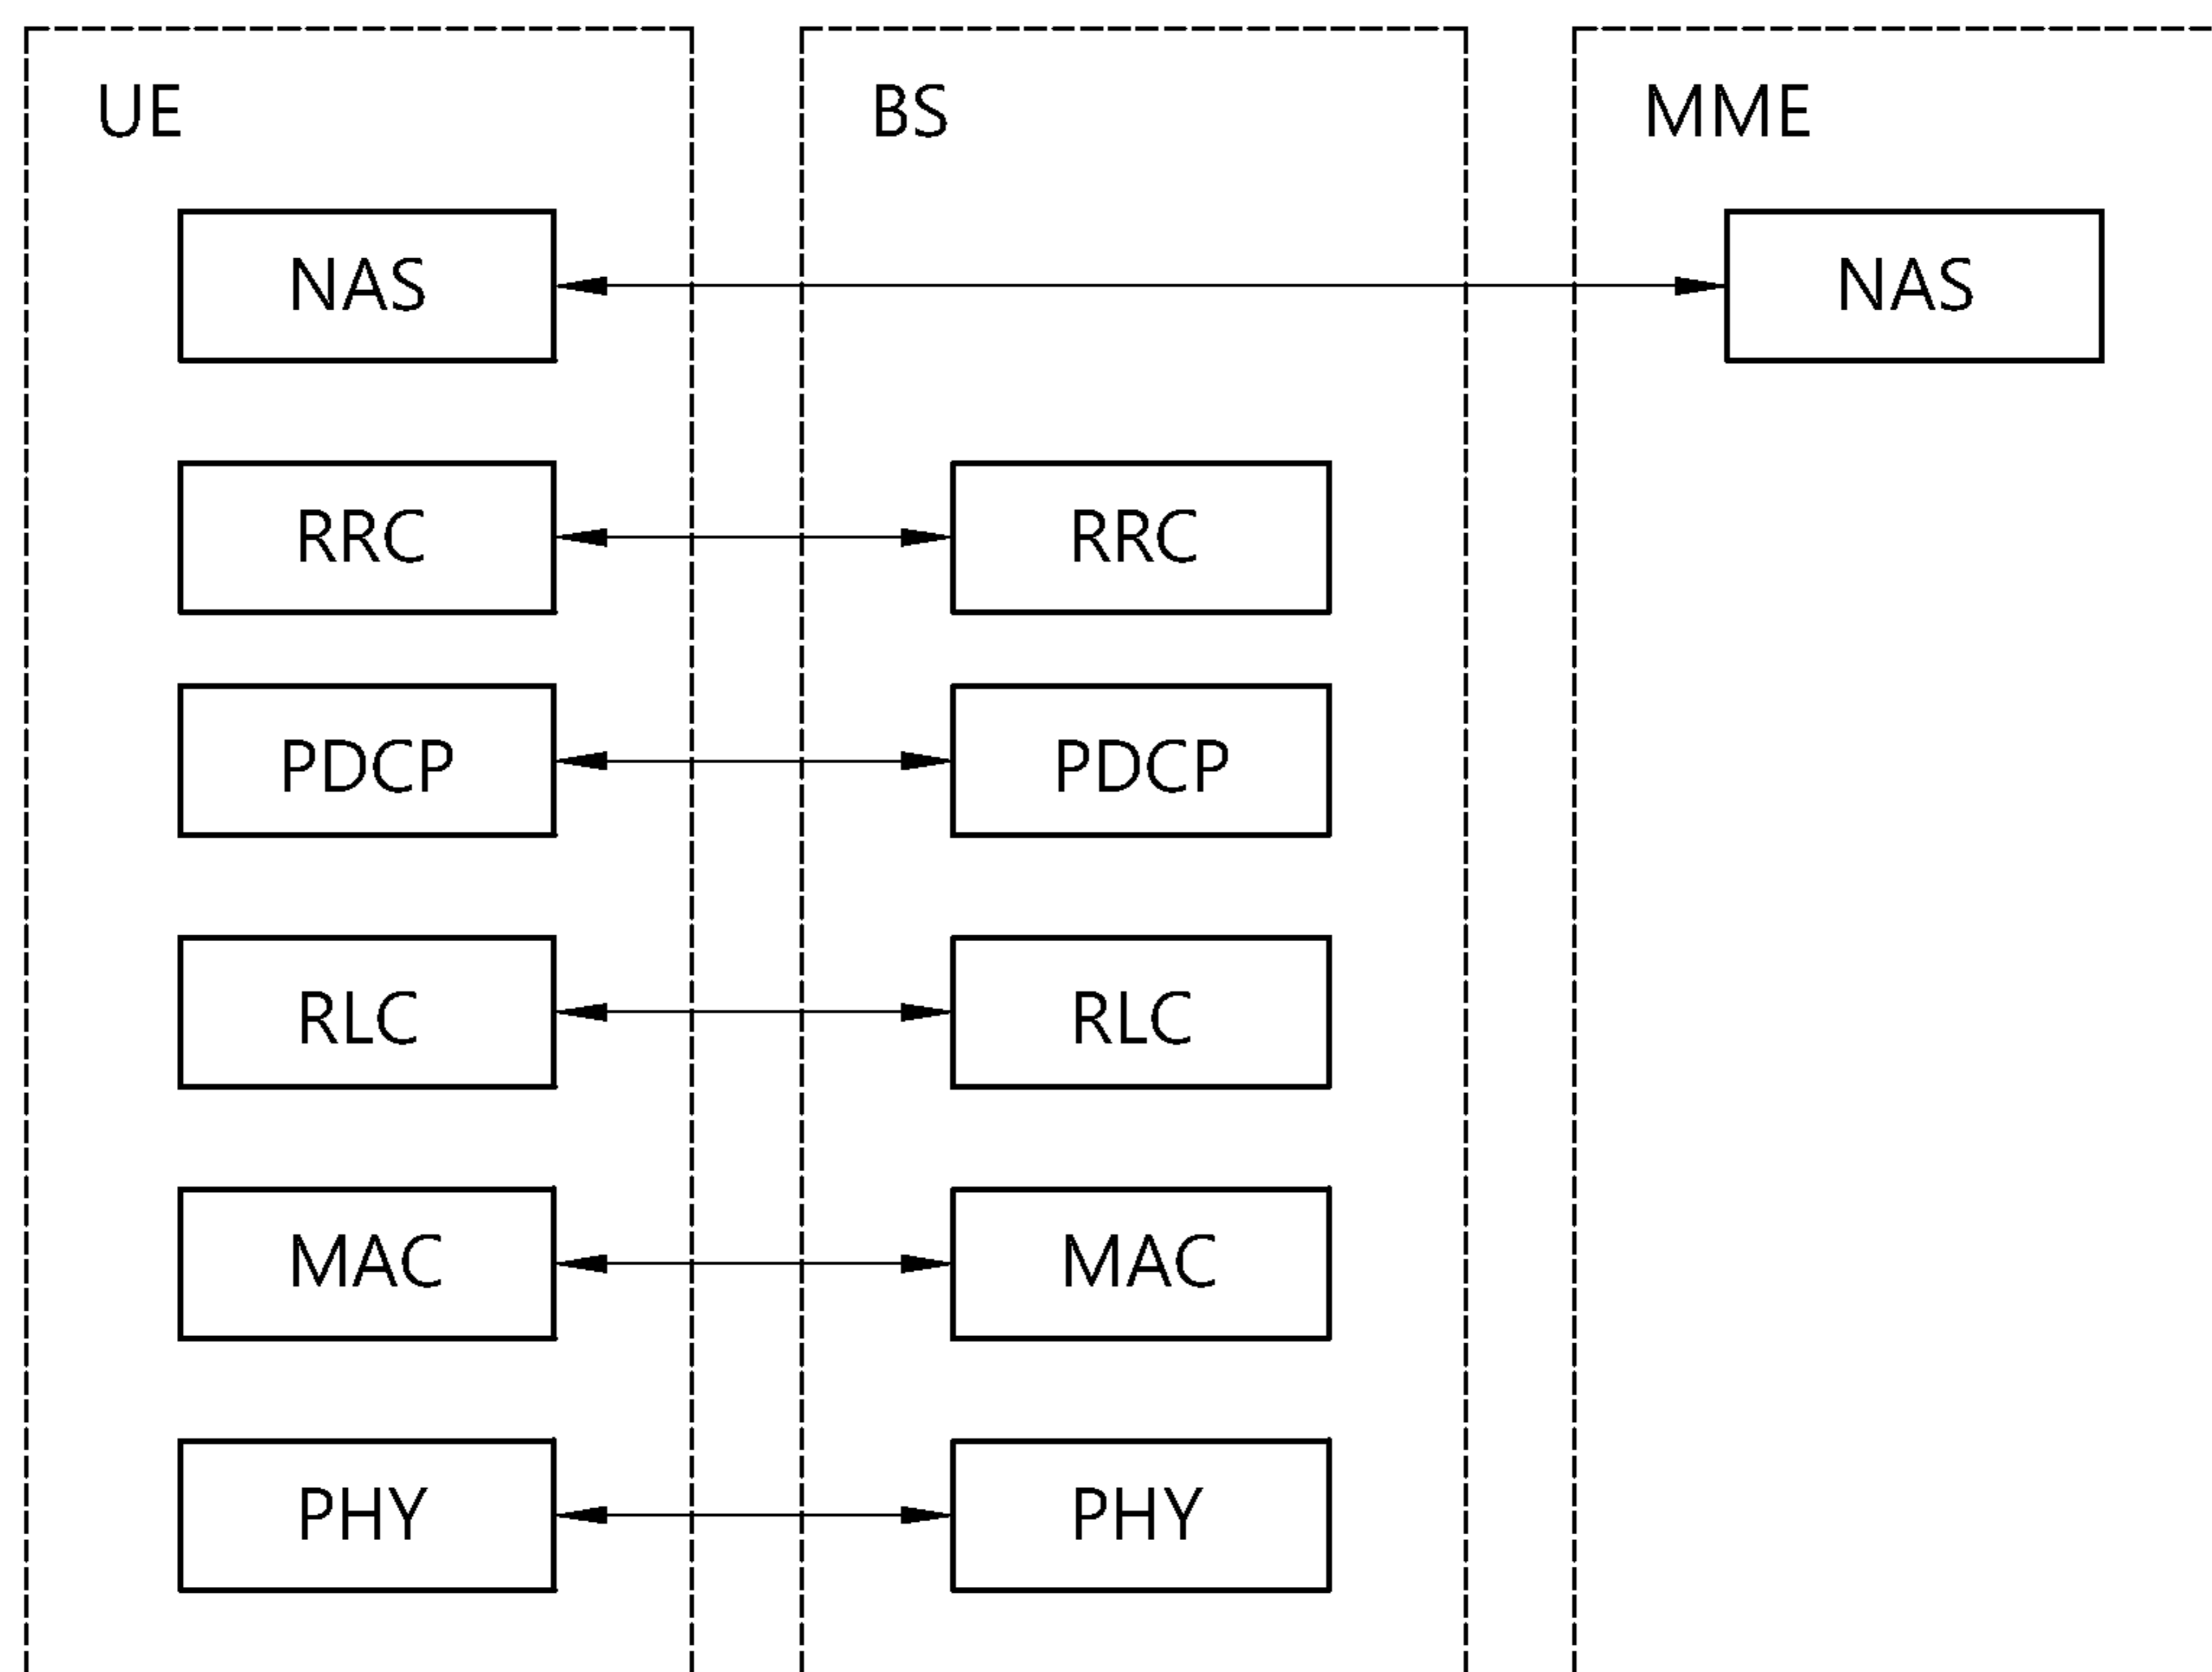 UE BS MME
NAS NAS
RRC RRC
PDCP PDCP
RLC RLC
MAC MAC
PHY PHY